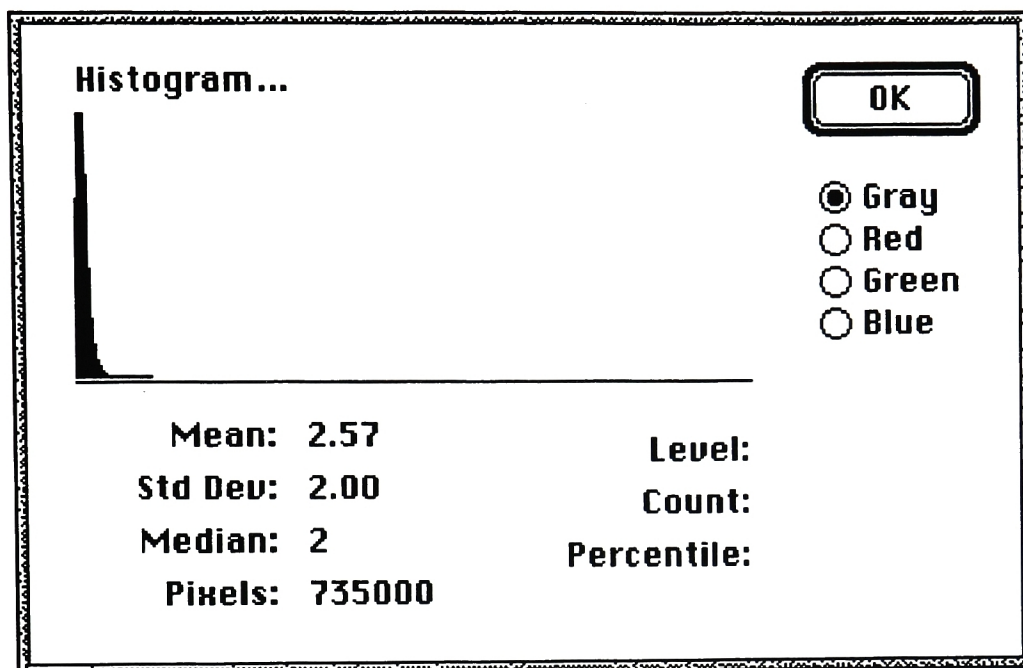 Histogram...
OK
Gray
Red
Green
Blue
Mean: 2.57
Std Dev: 2.00
Median: 2
Pixels: 735000
Level:
Count:
Percentile: